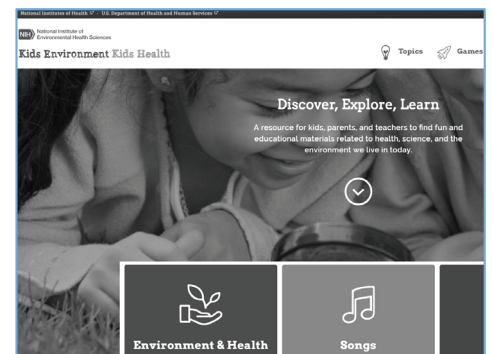 National Institutes of Health · U.S. Department of Health and Human Services
NIH National Institute of
Environmental Health Sciences
Kids Environment Kids Health
Topics Games
Discover, Explore, Learn
A resource for kids, parents, and teachers to find fun and
educational materials related to health, science, and the
environment we live in today.
Environment & Health Songs